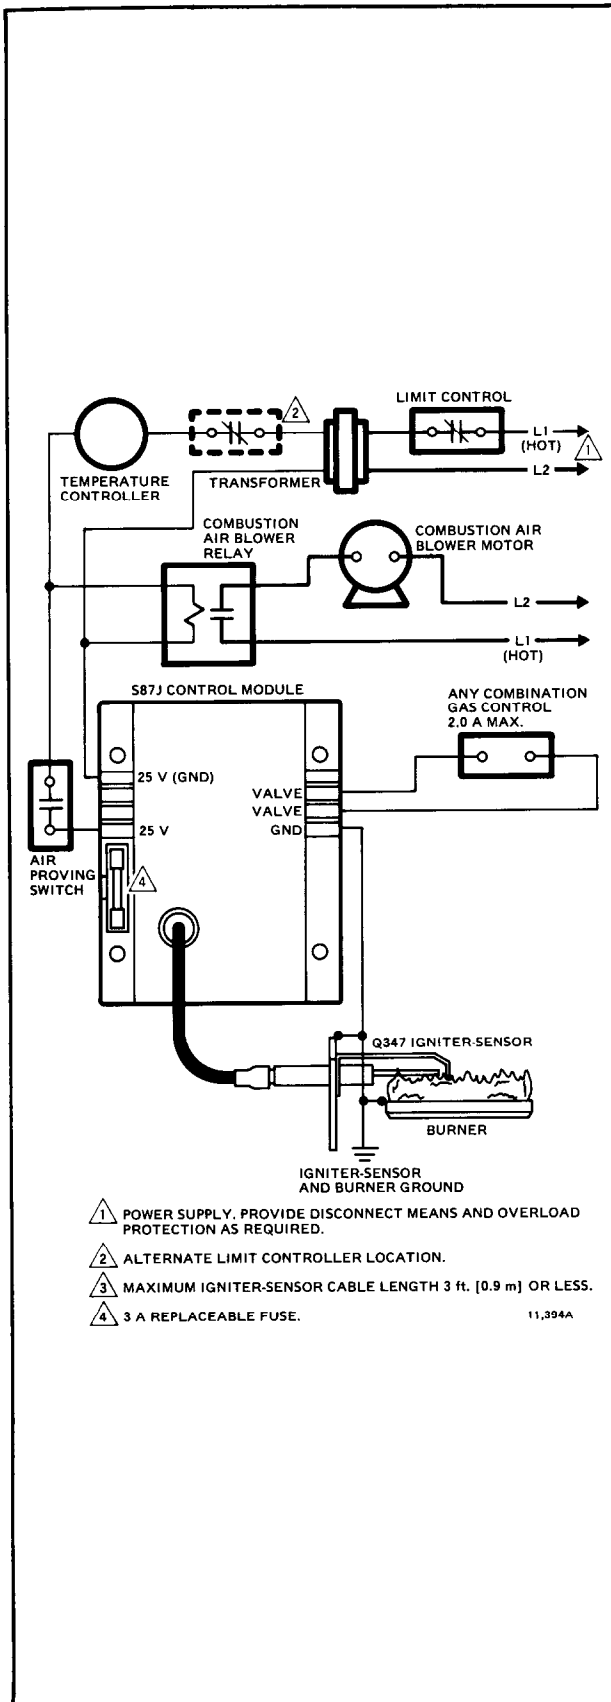 LIMIT CONTROL
2
L1
(HOT)
1
L2
TEMPERATURE
CONTROLLER
TRANSFORMER
COMBUSTION
AIR BLOWER
RELAY
COMBUSTION AIR
BLOWER MOTOR
L2
L1
(HOT)
S87J CONTROL MODULE
ANY COMBINATION
GAS CONTROL
2.0 A MAX.
25 V (GND)
VALVE
VALVE
25 V
GND
AIR
PROVING
SWITCH
4
Q347 IGNITER-SENSOR
BURNER
IGNITER-SENSOR
AND BURNER GROUND
1 POWER SUPPLY. PROVIDE DISCONNECT MEANS AND OVERLOAD
PROTECTION AS REQUIRED.
2 ALTERNATE LIMIT CONTROLLER LOCATION.
3 MAXIMUM IGNITER-SENSOR CABLE LENGTH 3 ft. [0.9 m] OR LESS.
4 3 A REPLACEABLE FUSE.
11,394A